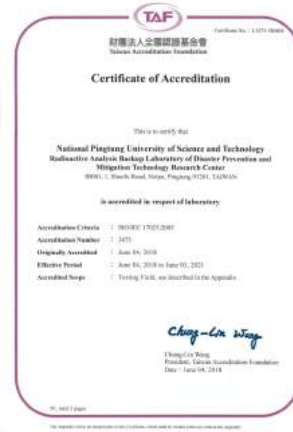 TAF
財團法人全國認證基金會
Taiwan Accreditation Foundation
Certificate of Accreditation
This is to certify that
National Pingtung University of Science and Technology
Radioactive Analysis Backup Laboratory of Disaster Prevention and
Mitigation Technology Research Center
is accredited in respect of laboratory
Accreditation Criteria : ISO/IEC 17025:2005
Accreditation Number : 3473
Originally Accredited : June 04, 2018
Effective Period : June 04, 2018 to June 03, 2021
Accredited Scope : Testing Field, see described in the Appendix
Chung-Lin Wong
President, Taiwan Accreditation Foundation
Date : June 04, 2018